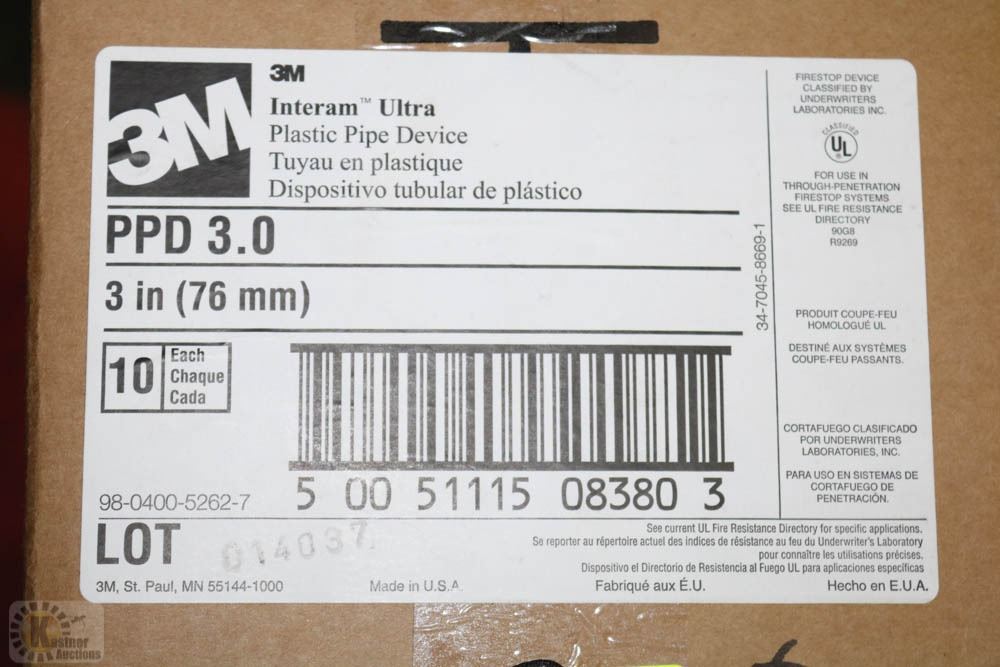 3M
3M
Interam™ Ultra
Plastic Pipe Device
Tuyau en plastique
Dispositivo tubular de plástico
PPD 3.0
3 in (76 mm)
10
Each
Chaque
Cada
5 00 51115 08380 3
98-0400-5262-7
LOT
014037
3M, St. Paul, MN 55144-1000
Made in U.S.A.
34-7045-8669-1
FIRESTOP DEVICE
CLASSIFIED BY
UNDERWRITERS
LABORATORIES INC.
CLASSIFIED
UL
FOR USE IN
THROUGH-PENETRATION
FIRESTOP SYSTEMS
SEE UL FIRE RESISTANCE
DIRECTORY
90G8
R9269
PRODUIT COUPE-FEU
HOMOLOGUÉ UL
DESTINÉ AUX SYSTÈMES
COUPE-FEU PASSANTS.
CORTAFUEGO CLASIFICADO
POR UNDERWRITERS
LABORATORIES, INC.
PARA USO EN SISTEMAS DE
CORTAFUEGO DE
PENETRACIÓN.
See current UL Fire Resistance Directory for specific applications.
Se reporter au répertoire actuel des indices de résistance au feu du Underwriter's Laboratory
pour connaître les utilisations précises.
Dispositivo el Directorio de Resistencia al Fuego UL para aplicaciones específicas
Fabriqué aux É.U.
Hecho en E.U.A.
Kastner
Auctions